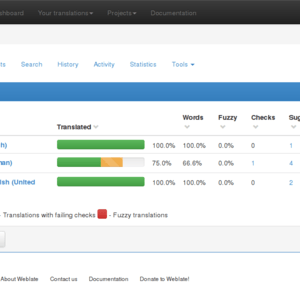 shboard Your translations Projects Documentation
ts Search History Activity Statistics Tools
Translated Words Fuzzy Checks Sug
h) 100.0% 100.0% 0.0% 0 1
man) 75.0% 66.6% 0.0% 1 4
ish (United 100.0% 100.0% 0.0% 0 2
- Translations with failing checks - Fuzzy translations
About Weblate Contact us Documentation Donate to Weblate!